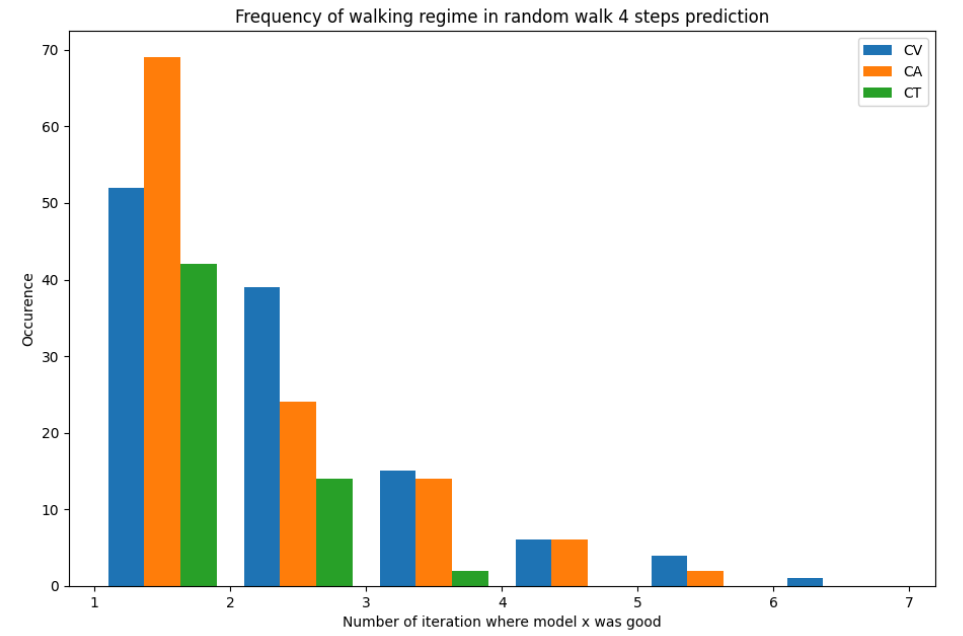 Frequency of walking regime in random walk 4 steps prediction
CV
CA
CT
Occurence
70
60
50
40
30
20
10
0
1 2 3 4 5 6 7
Number of iteration where model x was good